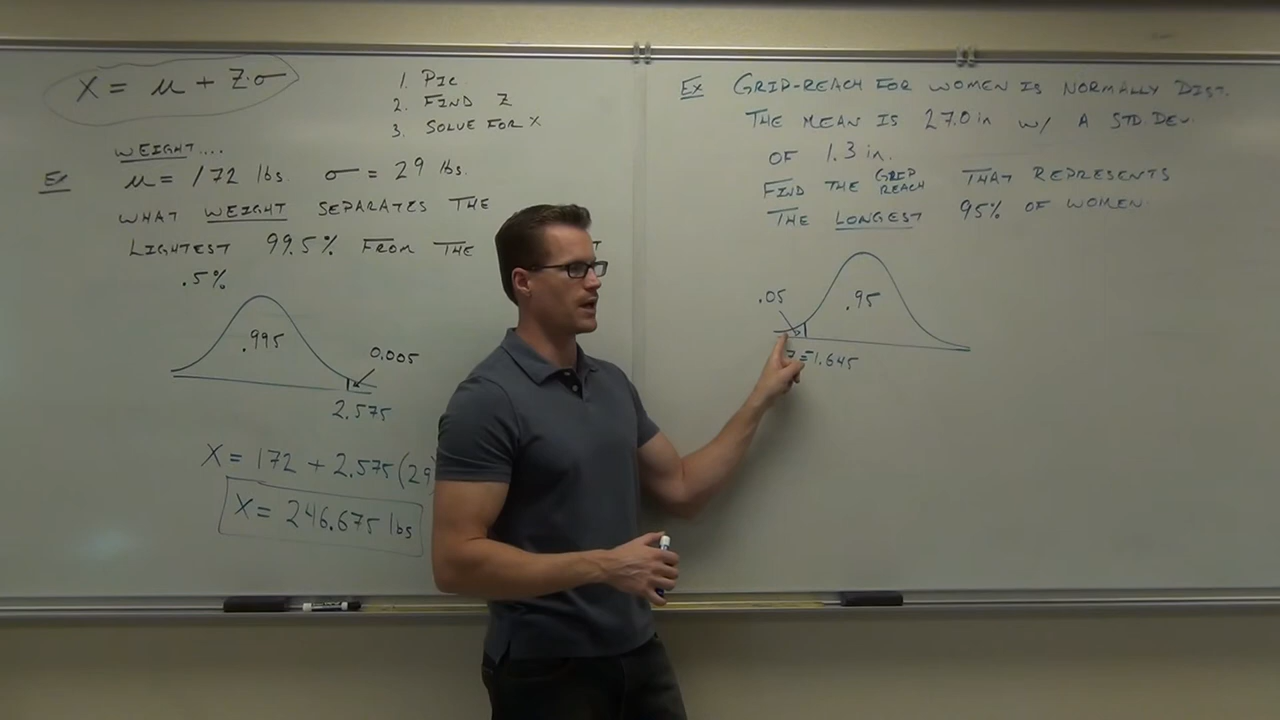 X = μ + Z·σ
1. PIC
2. FIND Z
3. SOLVE FOR X
WEIGHT....
EX μ = 172 lbs. σ = 29 lbs.
WHAT WEIGHT SEPARATES THE
LIGHTEST 99.5% FROM THE
.5%
.995
0.005
2.575
X = 172 + 2.575(29)
X = 246.675 lbs
EX GRIP-REACH FOR WOMEN IS NORMALLY DIST.
THE MEAN IS 27.0 in w/ A STD DEV.
OF 1.3 in.
FIND THE GRIP REACH THAT REPRESENTS
THE LONGEST 95% OF WOMEN.
.05
.95
Z=-1.645